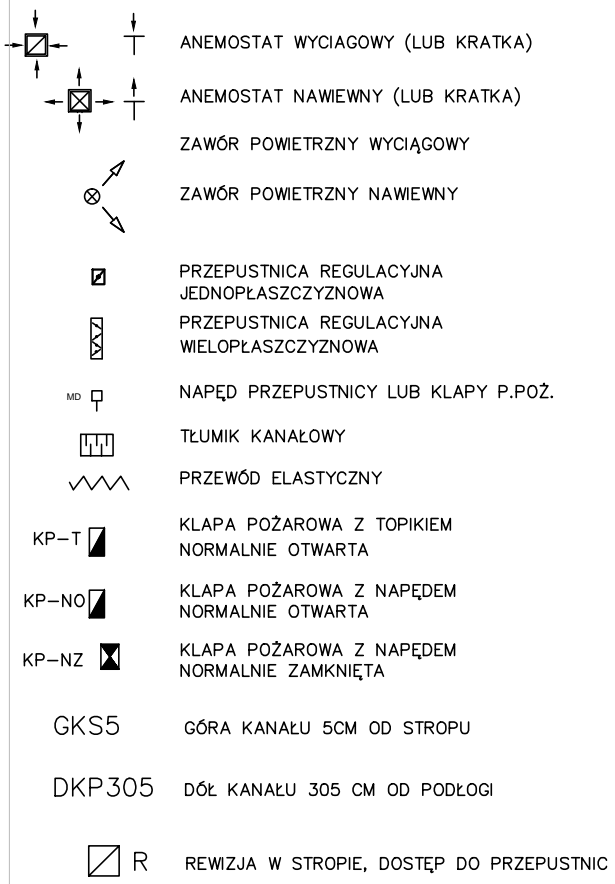 ANEMOSTAT WYCIAGOWY (LUB KRATKA)
ANEMOSTAT NAWIEWNY (LUB KRATKA)
ZAWÓR POWIETRZNY WYCIĄGOWY
ZAWÓR POWIETRZNY NAWIEWNY
PRZEPUSTNICA REGULACYJNA
JEDNOPŁASZCZYZNOWA
PRZEPUSTNICA REGULACYJNA
WIELOPŁASZCZYZNOWA
MD NAPĘD PRZEPUSTNICY LUB KLAPY P.POŻ.
TŁUMIK KANAŁOWY
PRZEWÓD ELASTYCZNY
KP-T KLAPA POŻAROWA Z TOPIKIEM
NORMALNIE OTWARTA
KP-NO KLAPA POŻAROWA Z NAPĘDEM
NORMALNIE OTWARTA
KP-NZ KLAPA POŻAROWA Z NAPĘDEM
NORMALNIE ZAMKNIĘTA
GKS5 GÓRA KANAŁU 5CM OD STROPU
DKP305 DÓŁ KANAŁU 305 CM OD PODŁOGI
R REWIZJA W STROPIE, DOSTĘP DO PRZEPUSTNIC